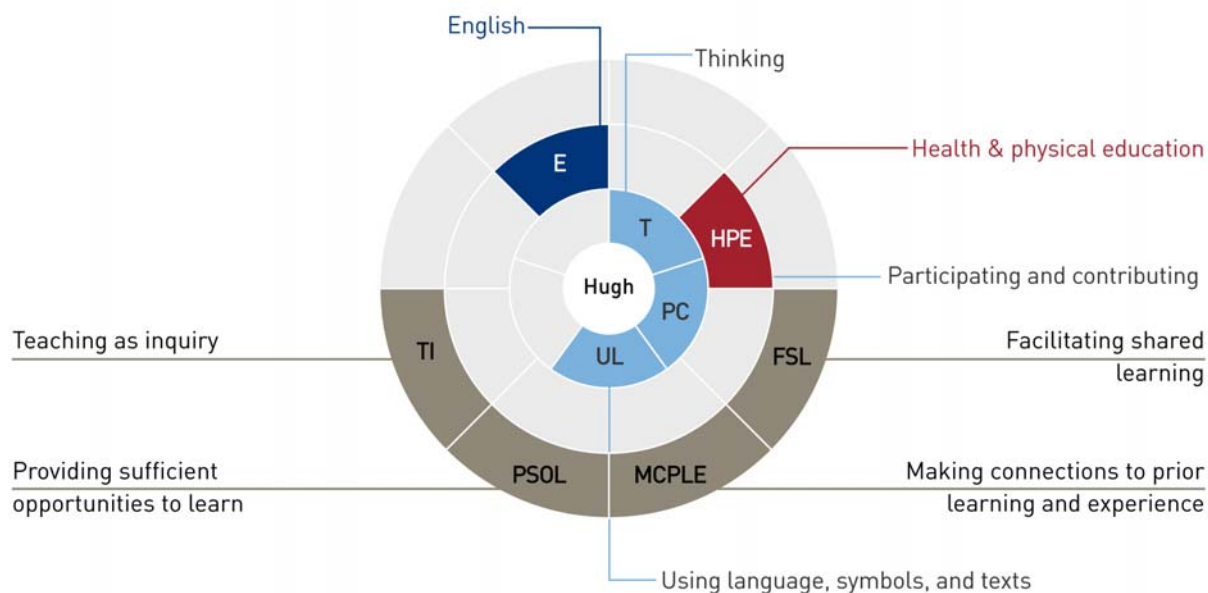 English
Thinking
E
Health & physical education
T
HPE
Hugh
Participating and contributing
PC
Teaching as inquiry
TI
UL
FSL
Facilitating shared
learning
Providing sufficient
opportunities to learn
PSOL
MCPLE
Making connections to prior
learning and experience
Using language, symbols, and texts